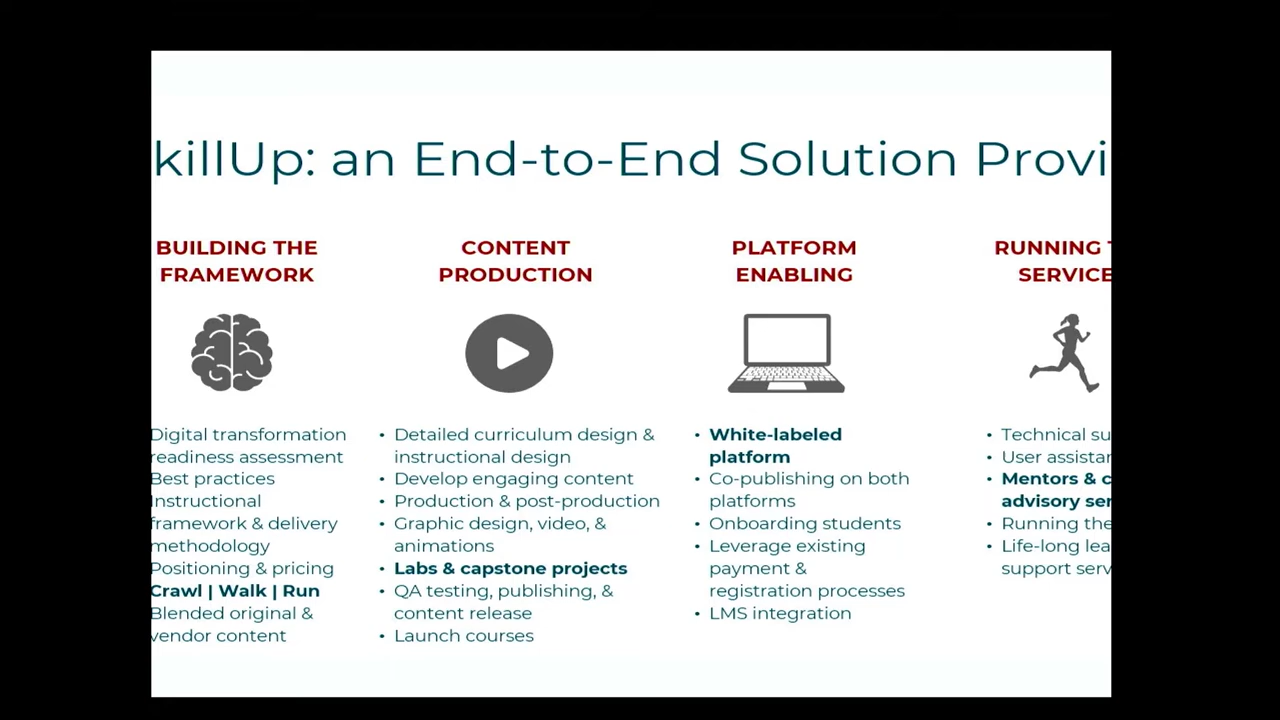 killUp: an End-to-End Solution Provi
BUILDING THE
FRAMEWORK
Digital transformation
readiness assessment
Best practices
Instructional
framework & delivery
methodology
Positioning & pricing
Crawl | Walk | Run
Blended original &
vendor content
CONTENT
PRODUCTION
• Detailed curriculum design &
instructional design
• Develop engaging content
• Production & post-production
• Graphic design, video, &
animations
• Labs & capstone projects
• QA testing, publishing, &
content release
• Launch courses
PLATFORM
ENABLING
• White-labeled
platform
• Co-publishing on both
platforms
• Onboarding students
• Leverage existing
payment &
registration processes
• LMS integration
RUNNING T
SERVICE
• Technical su
• User assistan
• Mentors & c
advisory ser
• Running the
• Life-long lea
support serv